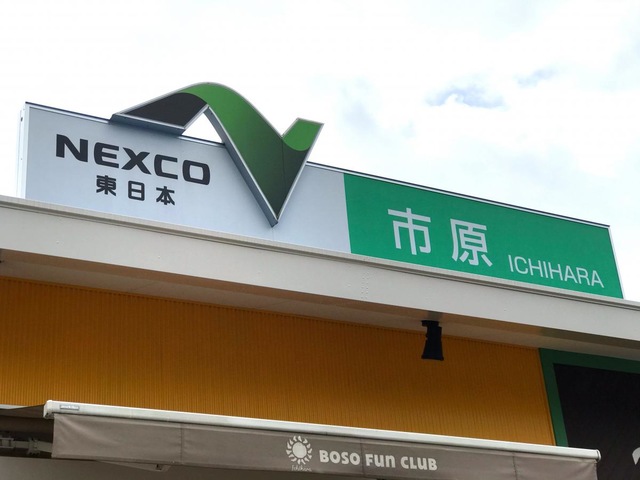 NEXCO
東日本
市原 ICHIHARA
BOSO FUN CLUB